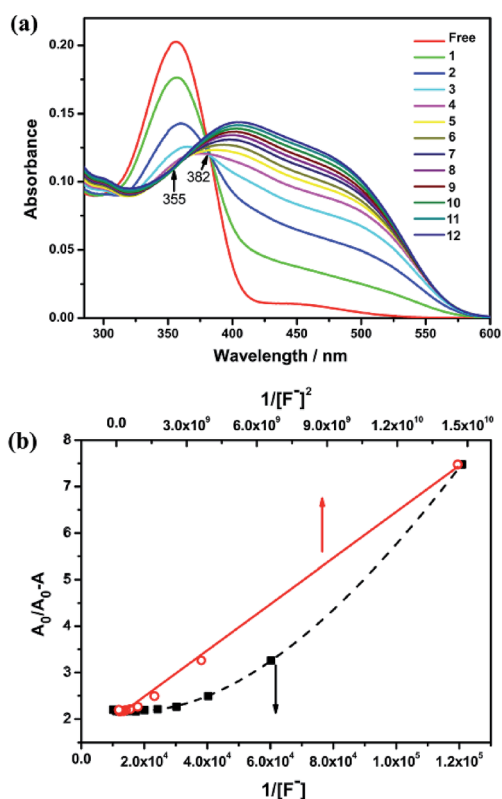 (a)
0.20
0.15
0.10
0.05
0.00
Absorbance
355
382
Free
1
2
3
4
5
6
7
8
9
10
11
12
300 350 400 450 500 550 600
Wavelength / nm
(b)
1/[F⁻]²
0.0 3.0x10⁹ 6.0x10⁹ 9.0x10⁹ 1.2x10¹⁰ 1.5x10¹⁰
8
7
6
5
4
3
2
A₀/A₀-A
0.0 2.0x10⁴ 4.0x10⁴ 6.0x10⁴ 8.0x10⁴ 1.0x10⁵ 1.2x10⁵
1/[F⁻]